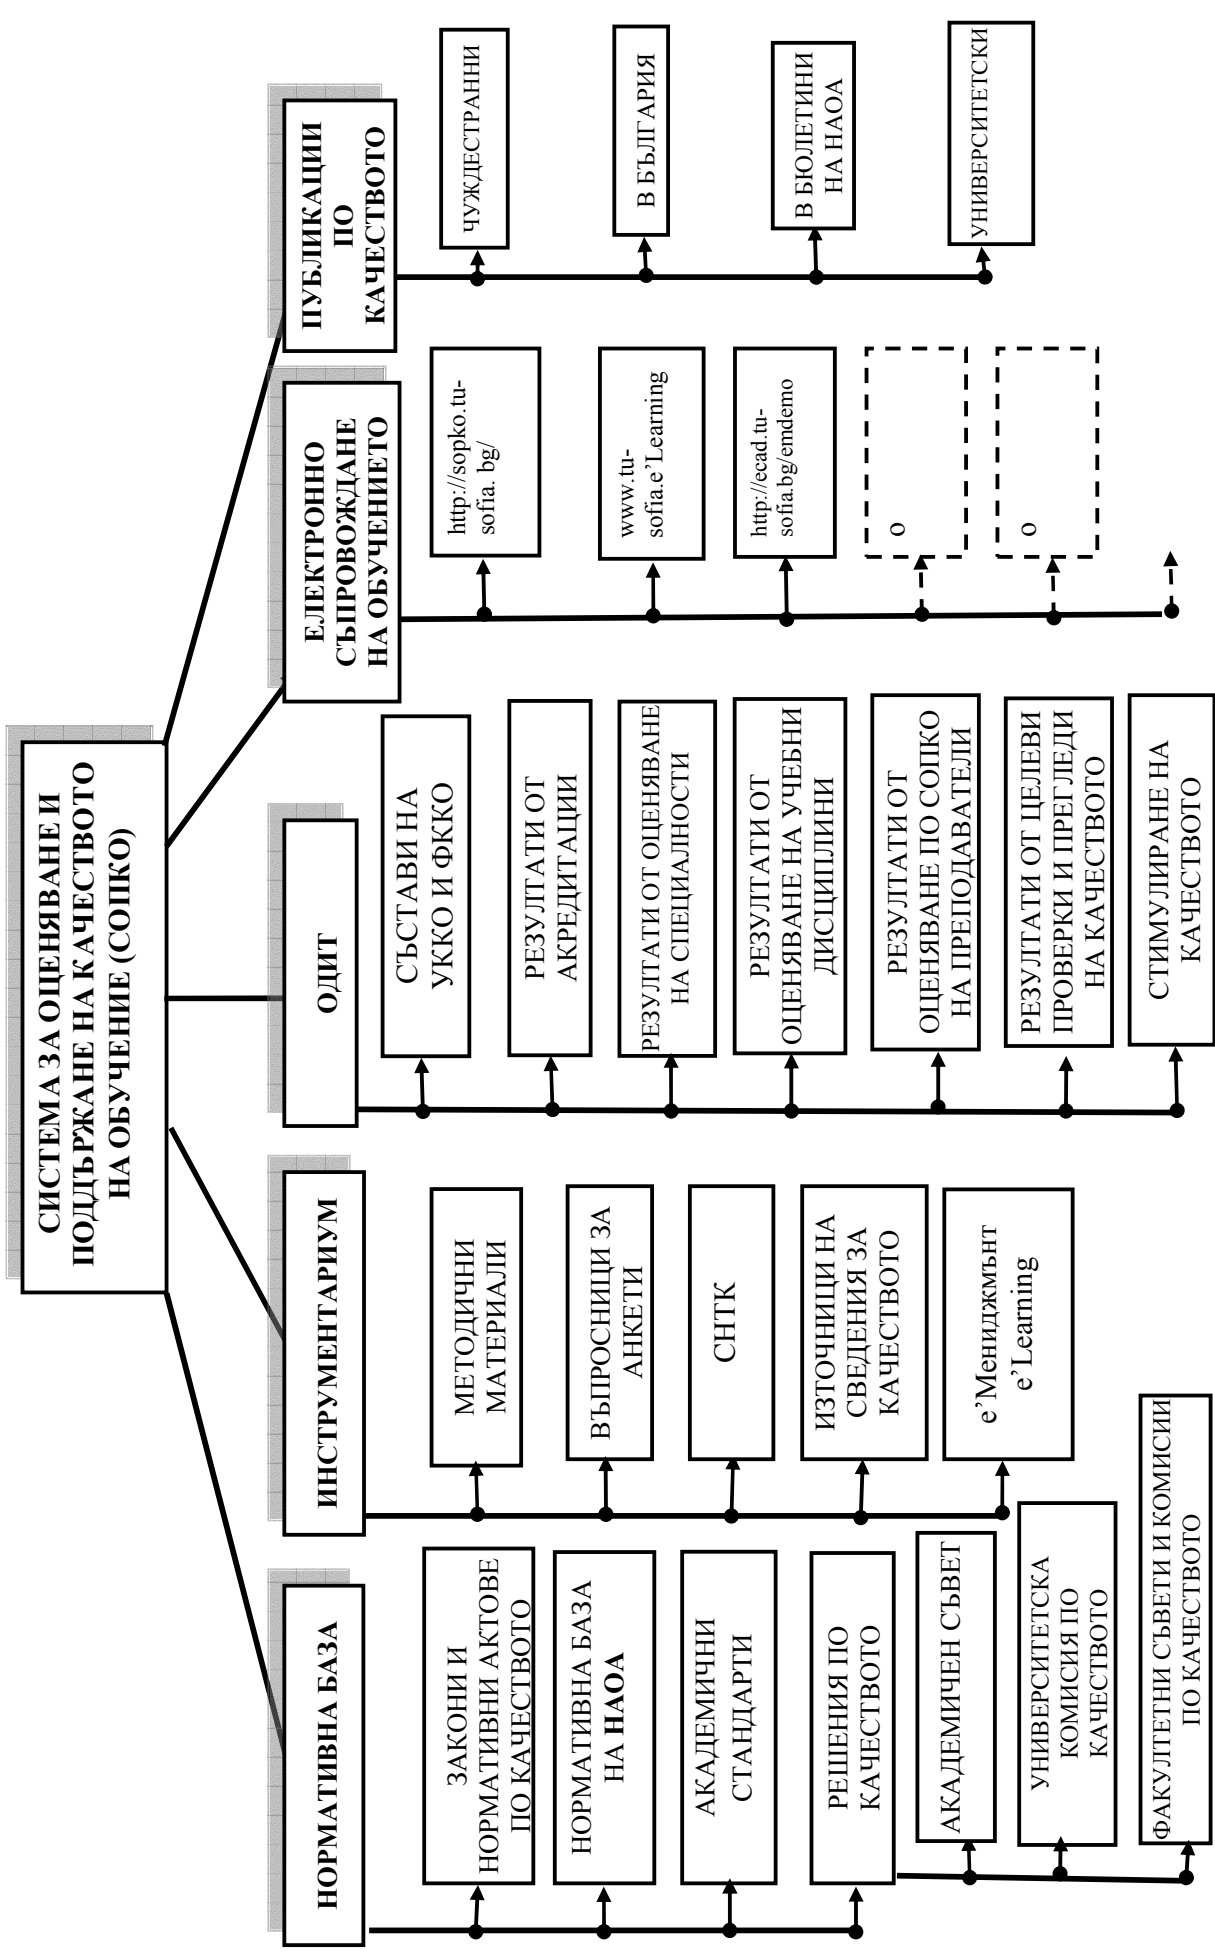 СИСТЕМА ЗА ОЦЕНЯВАНЕ И
ПОДДЪРЖАНЕ НА КАЧЕСТВОТО
НА ОБУЧЕНИЕ (СОПКО)
НОРМАТИВНА БАЗА
ЗАКОНИ И
НОРМАТИВНИ АКТОВЕ
ПО КАЧЕСТВОТО
НОРМАТИВНА БАЗА
НА НАОА
АКАДЕМИЧНИ
СТАНДАРТИ
РЕШЕНИЯ ПО
КАЧЕСТВОТО
АКАДЕМИЧЕН СЪВЕТ
УНИВЕРСИТЕТСКА
КОМИСИЯ ПО
КАЧЕСТВОТО
ФАКУЛТЕТНИ СЪВЕТИ И КОМИСИИ
ПО КАЧЕСТВОТО
ИНСТРУМЕНТАРИУМ
МЕТОДИЧНИ
МАТЕРИАЛИ
ВЪПРОСНИЦИ ЗА
АНКЕТИ
СНТК
ИЗТОЧНИЦИ НА
СВЕДЕНИЯ ЗА
КАЧЕСТВОТО
е’Мениджмънт
e’Learning
ОДИТ
СЪСТАВИ НА
УККО И ФККО
РЕЗУЛТАТИ ОТ
АКРЕДИТАЦИИ
РЕЗУЛТАТИ ОТ ОЦЕНЯВАНЕ
НА СПЕЦИАЛНОСТИ
РЕЗУЛТАТИ ОТ
ОЦЕНЯВАНЕ НА УЧЕБНИ
ДИСЦИПЛИНИ
РЕЗУЛТАТИ ОТ
ОЦЕНЯВАНЕ ПО СОПКО
НА ПРЕПОДАВАТЕЛИ
РЕЗУЛТАТИ ОТ ЦЕЛЕВИ
ПРОВЕРКИ И ПРЕГЛЕДИ
НА КАЧЕСТВОТО
СТИМУЛИРАНЕ НА
КАЧЕСТВОТО
ЕЛЕКТРОННО
СЪПРОВОЖДАНЕ
НА ОБУЧЕНИЕТО
http://sopko.tu-
sofia. bg/
www.tu-
sofia.e’Learning
http://ecad.tu-
sofia.bg/emdemo
o
o
ПУБЛИКАЦИИ
ПО
КАЧЕСТВОТО
ЧУЖДЕСТРАННИ
В БЪЛГАРИЯ
В БЮЛЕТИНИ
НА НАОА
УНИВЕРСИТЕТСКИ